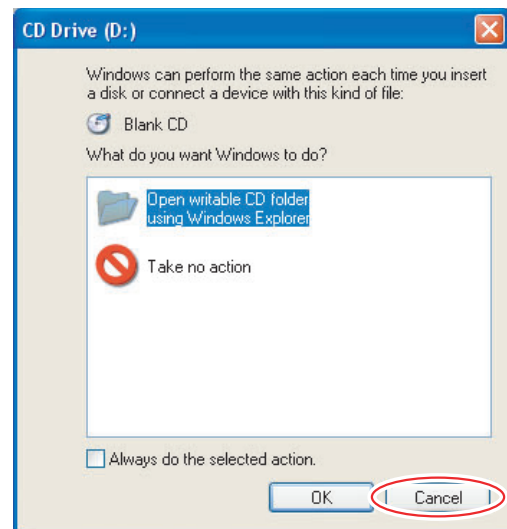 CD Drive (D:)
Windows can perform the same action each time you insert
a disk or connect a device with this kind of file:
Blank CD
What do you want Windows to do?
Open writable CD folder
using Windows Explorer
Take no action
Always do the selected action.
OK
Cancel